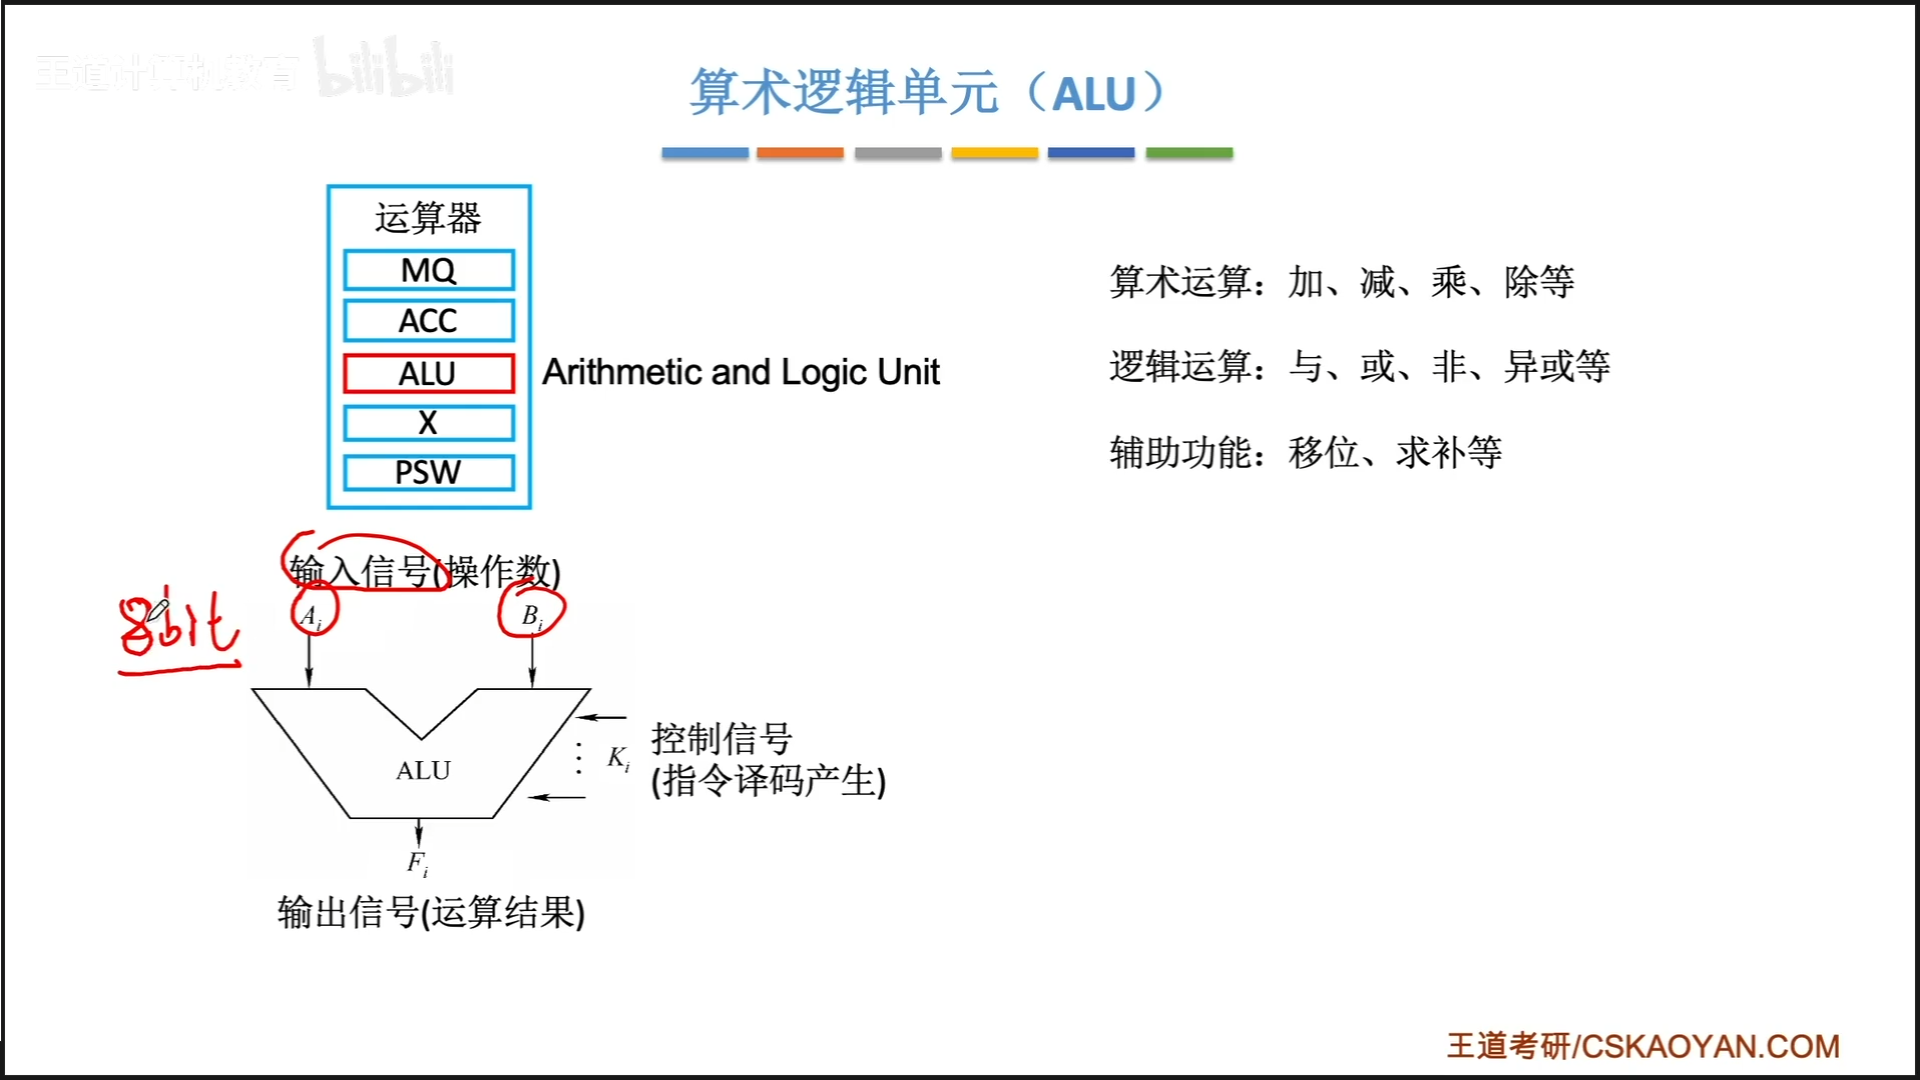 王道计算机教育 bilibili
算术逻辑单元（ALU）
运算器
MQ
ACC
ALU
X
PSW
Arithmetic and Logic Unit
算术运算：加、减、乘、除等
逻辑运算：与、或、非、异或等
辅助功能：移位、求补等
输入信号(操作数)
8bit
Ai
Bi
ALU
Ki
控制信号
(指令译码产生)
Fi
输出信号(运算结果)
王道考研/CSKAOYAN.COM